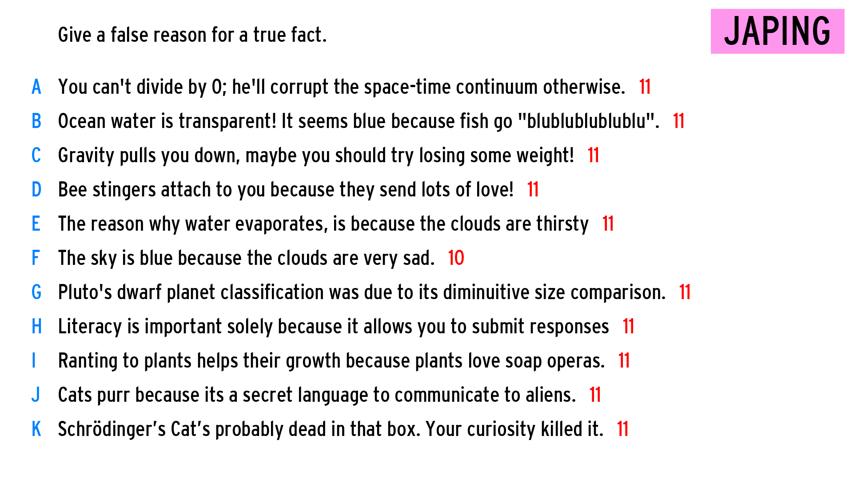 Give a false reason for a true fact.
JAPING
A You can't divide by 0; he'll corrupt the space-time continuum otherwise. 11
B Ocean water is transparent! It seems blue because fish go "blublublublublu". 11
C Gravity pulls you down, maybe you should try losing some weight! 11
D Bee stingers attach to you because they send lots of love! 11
E The reason why water evaporates, is because the clouds are thirsty 11
F The sky is blue because the clouds are very sad. 10
G Pluto's dwarf planet classification was due to its diminuitive size comparison. 11
H Literacy is important solely because it allows you to submit responses 11
I Ranting to plants helps their growth because plants love soap operas. 11
J Cats purr because its a secret language to communicate to aliens. 11
K Schrödinger’s Cat’s probably dead in that box. Your curiosity killed it. 11